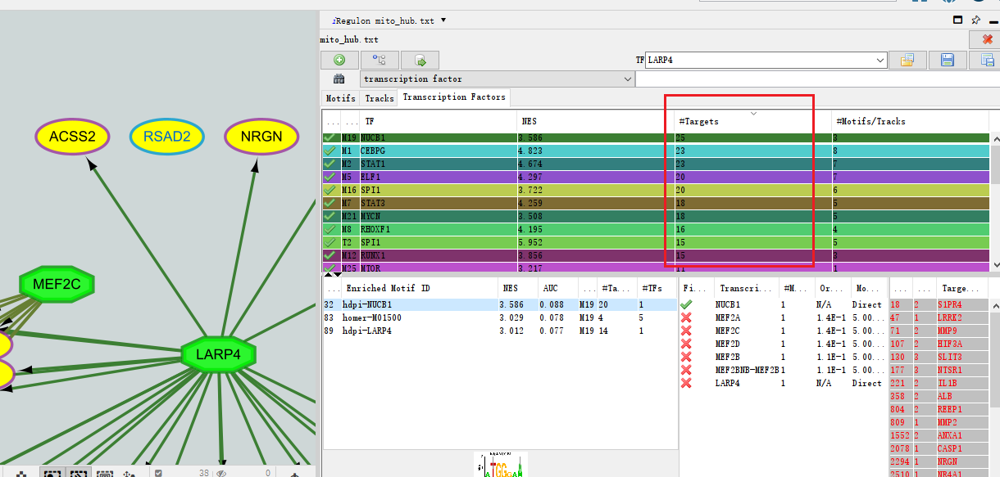 iRegulon mito_hub.txt
mito_hub.txt
TF LARP4
transcription factor
Motifs Tracks Transcription Factors
... ... TF NES #Targets #Motifs/Tracks
M19 NUCB1 3.586 25 3
M1 CEBPG 4.823 23 8
M2 STAT1 4.674 23 7
M5 ELF1 4.297 20 7
M16 SPI1 3.722 20 6
M7 STAT3 4.259 18 5
M21 MYCN 3.508 18 5
M8 RHOXF1 4.195 16 4
T2 SPI1 5.952 15 5
M12 RUNX1 3.856 15 3
M25 MTOR 3.217 11 1
ACSS2 RSAD2 NRGN
MEF2C
LARP4
... Enriched Motif ID NES AUC ... #Ta... #TFs
32 hdpi-NUCB1 3.586 0.088 M19 20 1
83 homer-M01500 3.029 0.078 M19 4 5
89 hdpi-LARP4 3.012 0.077 M19 14 1
Fi... Transcri... #M... Or... Mo...
NUCB1 1 N/A Direct
MEF2A 1 1.4E-1 5.00...
MEF2C 1 1.4E-1 5.00...
MEF2D 1 1.4E-1 5.00...
MEF2B 1 1.1E-1 5.00...
MEF2BNB-MEF2B 1 1.1E-1 5.00...
LARP4 1 N/A Direct
... ... Targe...
18 2 S1PR4
47 1 LRRK2
71 2 MMP9
107 2 HIF3A
130 3 SLIT3
177 3 NTSR1
221 2 IL1B
358 2 ALB
804 2 REEP1
809 1 MMP2
1552 2 ANXA1
2078 1 CASP1
2294 1 NRGN
2510 1 NR4A1
38 0